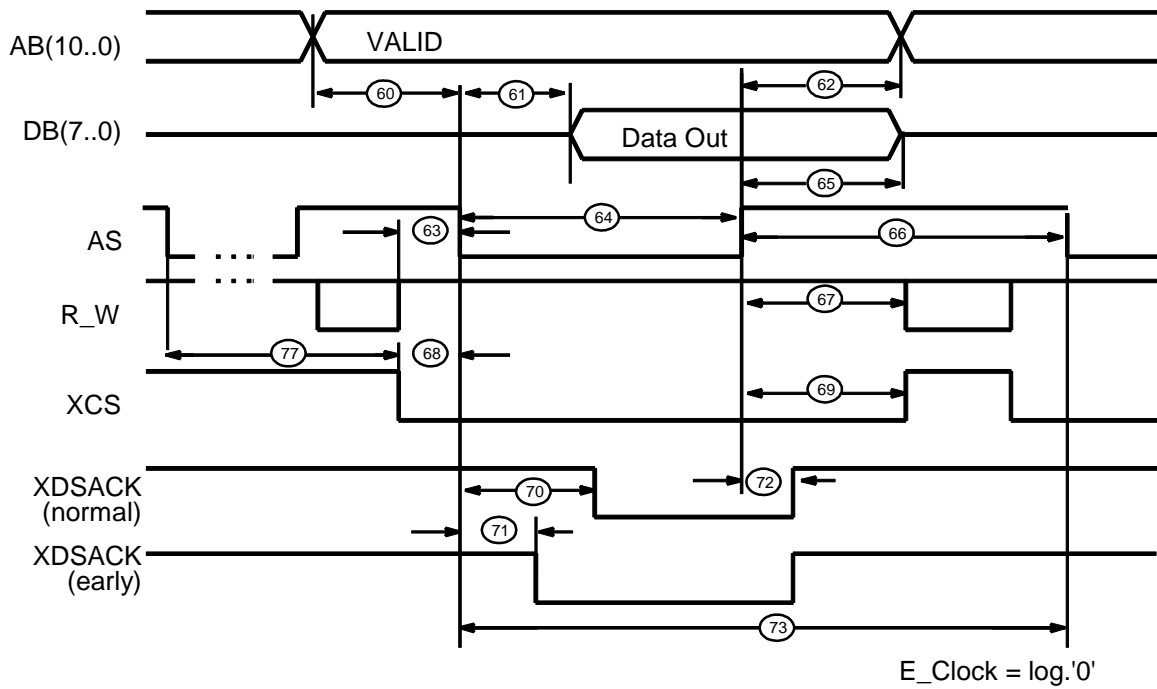 AB(10..0)
VALID
60
61
62
DB(7..0)
Data Out
65
64
AS
63
66
R_W
67
77
68
XCS
69
XDSACK
(normal)
70
72
71
XDSACK
(early)
73
E_Clock = log.'0'